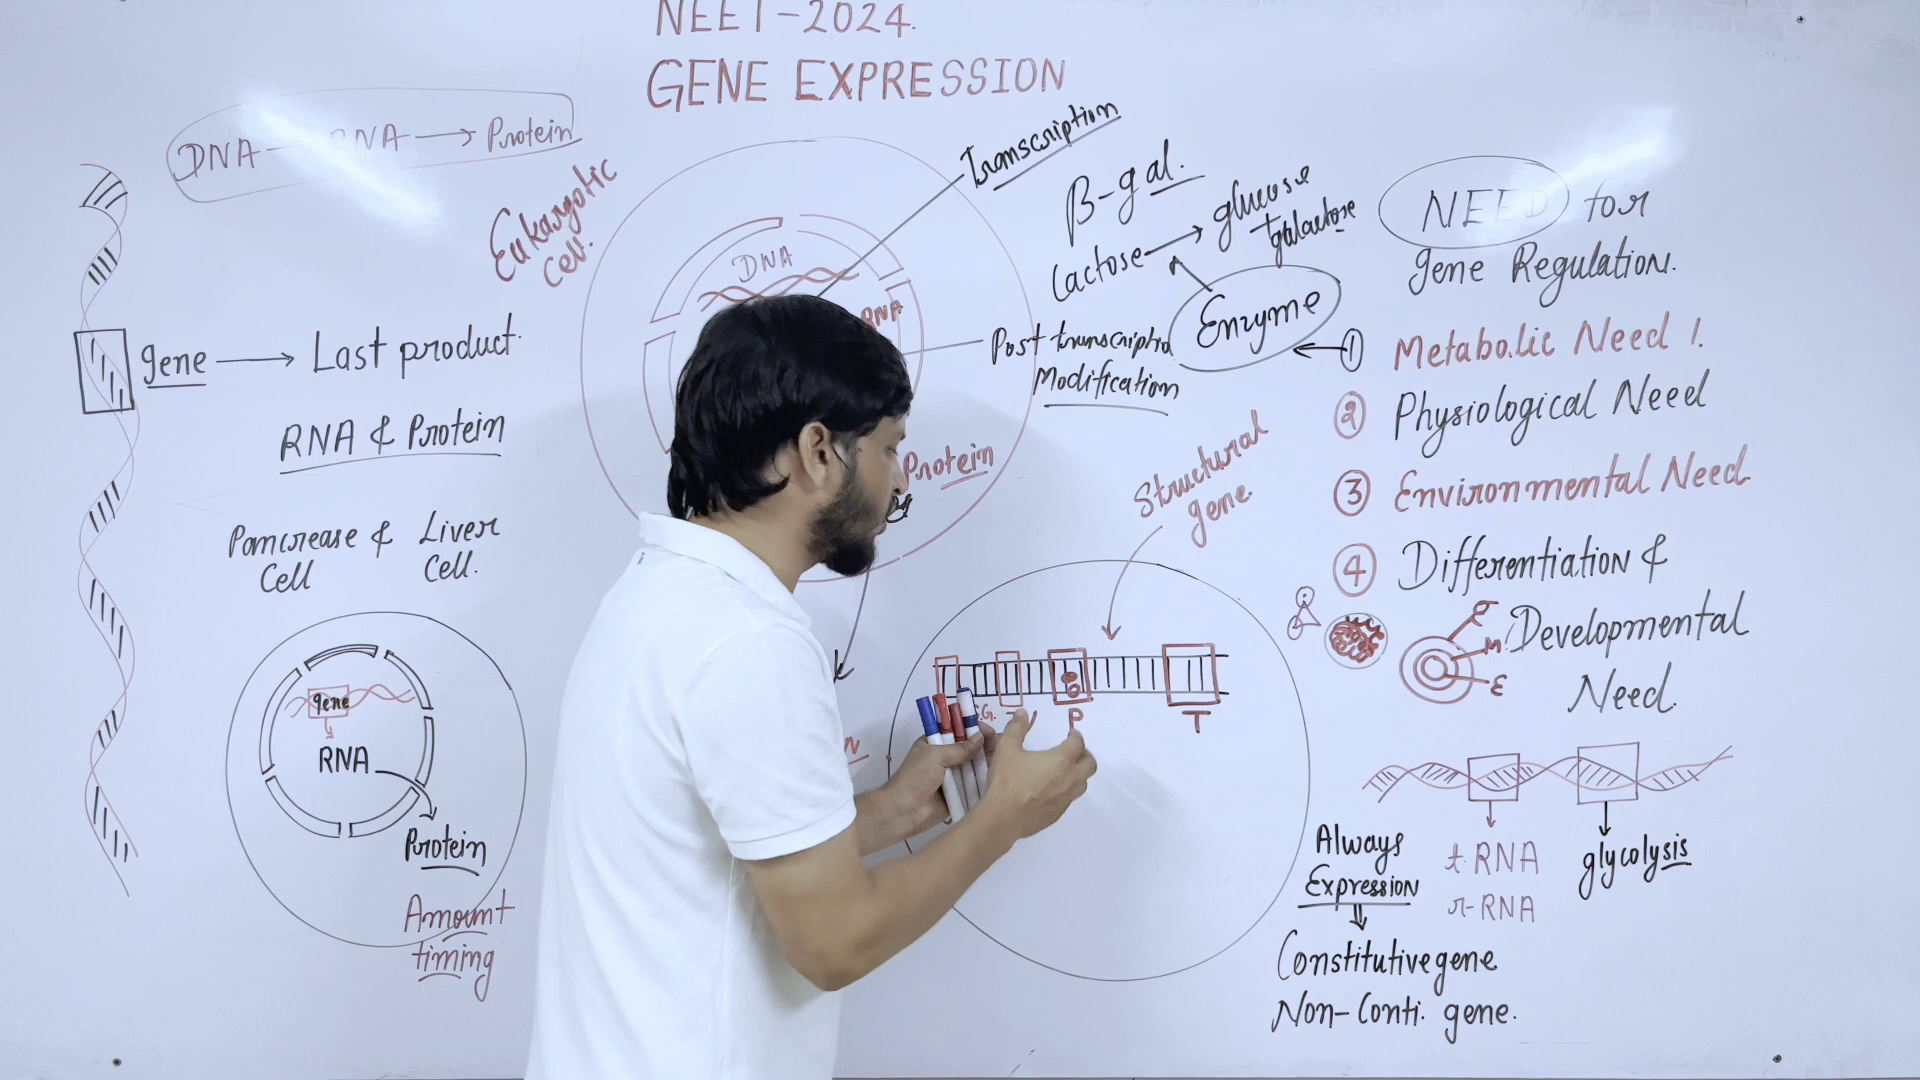 NEET-2024.
GENE EXPRESSION
DNA RNA → Protein
Eukaryotic
Cell.
DNA
RNA
Protein
Transcription
Post transcriptio
Modification
gene → Last product.
RNA & Protein
Pancrease & Liver
Cell Cell.
gene
RNA
Protein
Amount
timing
B-gal.
Lactose → glucose
+galactose
Enzyme
Structural
gene
P
T
NEED for
gene Regulation.
① Metabolic Need 1.
② Physiological Need
③ Environmental Need.
④ Differentiation &
Developmental
Need.
M.
E
Always
Expression
t-RNA
r-RNA
glycolysis
Constitutive gene
Non-Conti. gene.